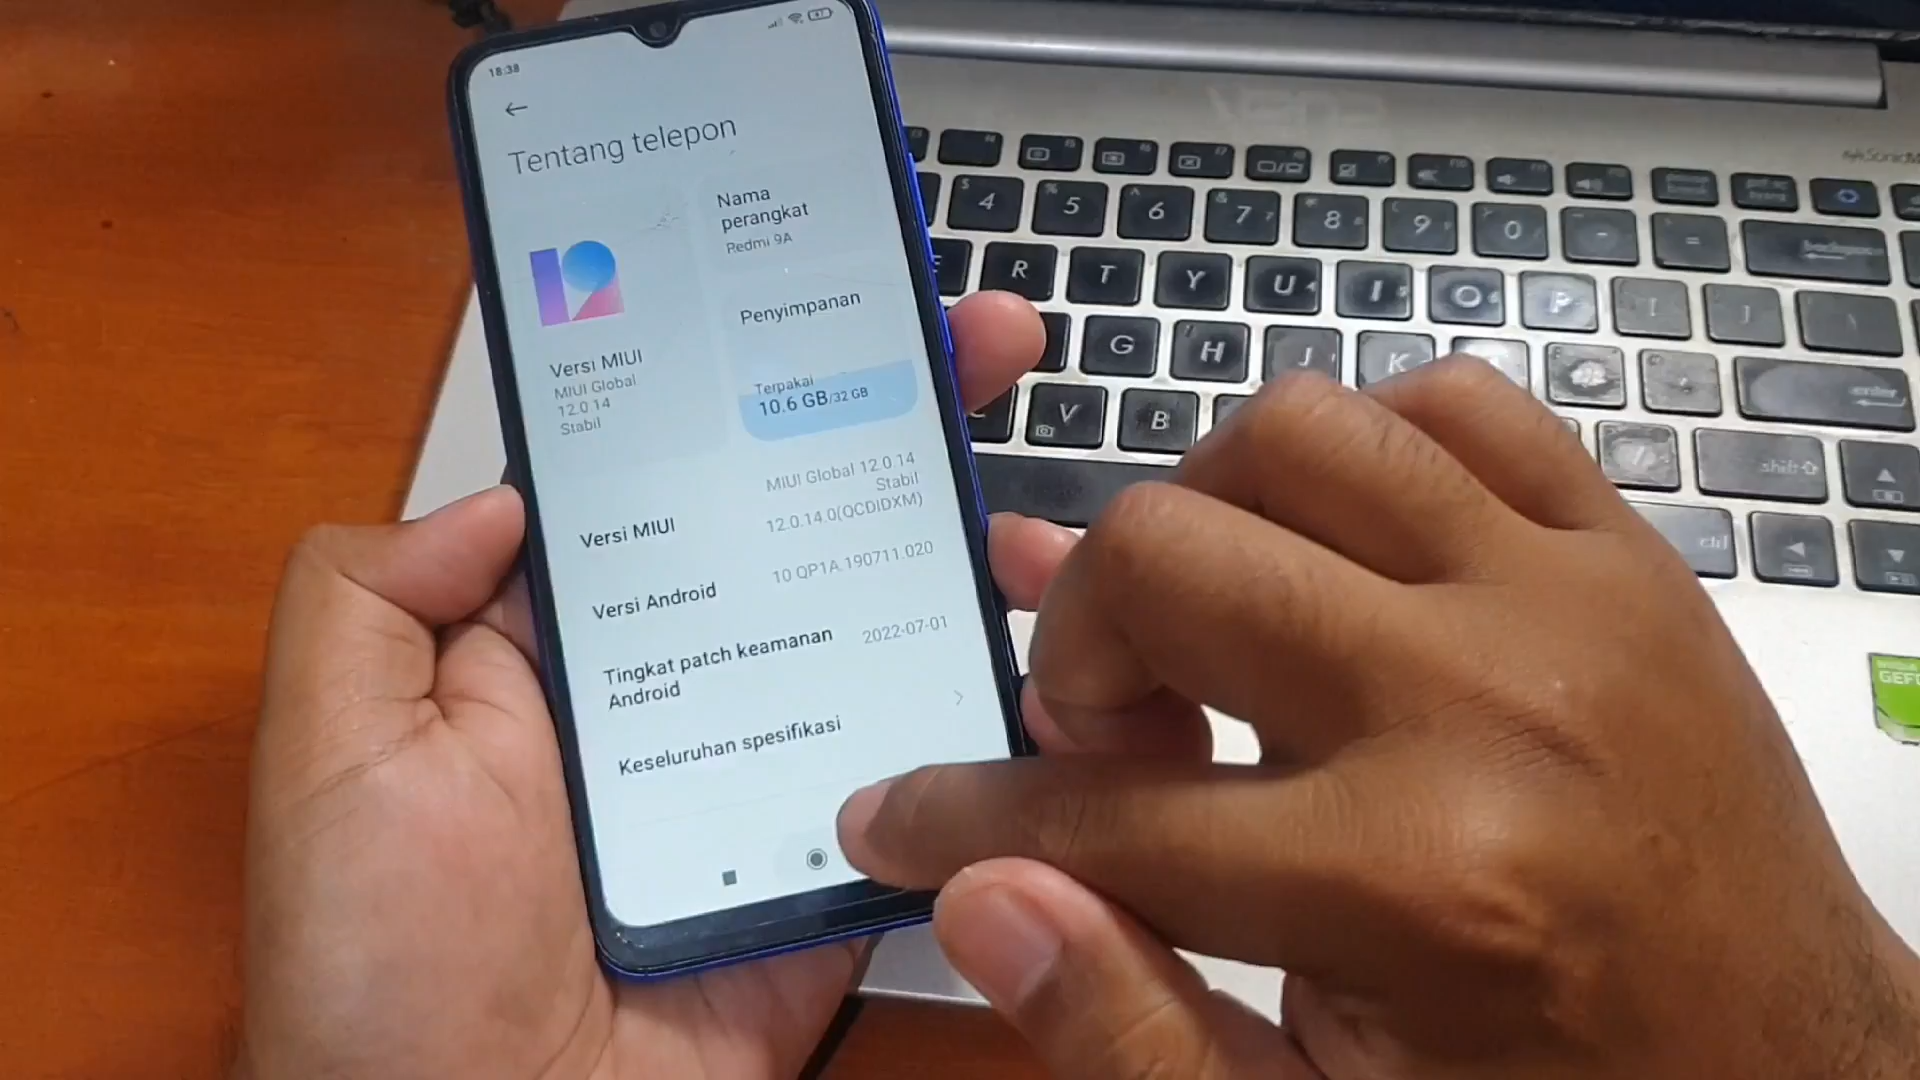 18:38
Tentang telepon
Nama
perangkat
Redmi 9A
Penyimpanan
Terpakai
10.6 GB/32 GB
Versi MIUI
MIUI Global
12.0.14
Stabil
Versi MIUI
MIUI Global 12.0.14
Stabil
12.0.14.0(QCDIDXM)
Versi Android
10 QP1A.190711.020
Tingkat patch keamanan
Android
2022-07-01
Keseluruhan spesifikasi
4 5 6 7 8 9 0 - =
backspace
R T Y U I O P
G H J K
enter
V B
shift
ctrl